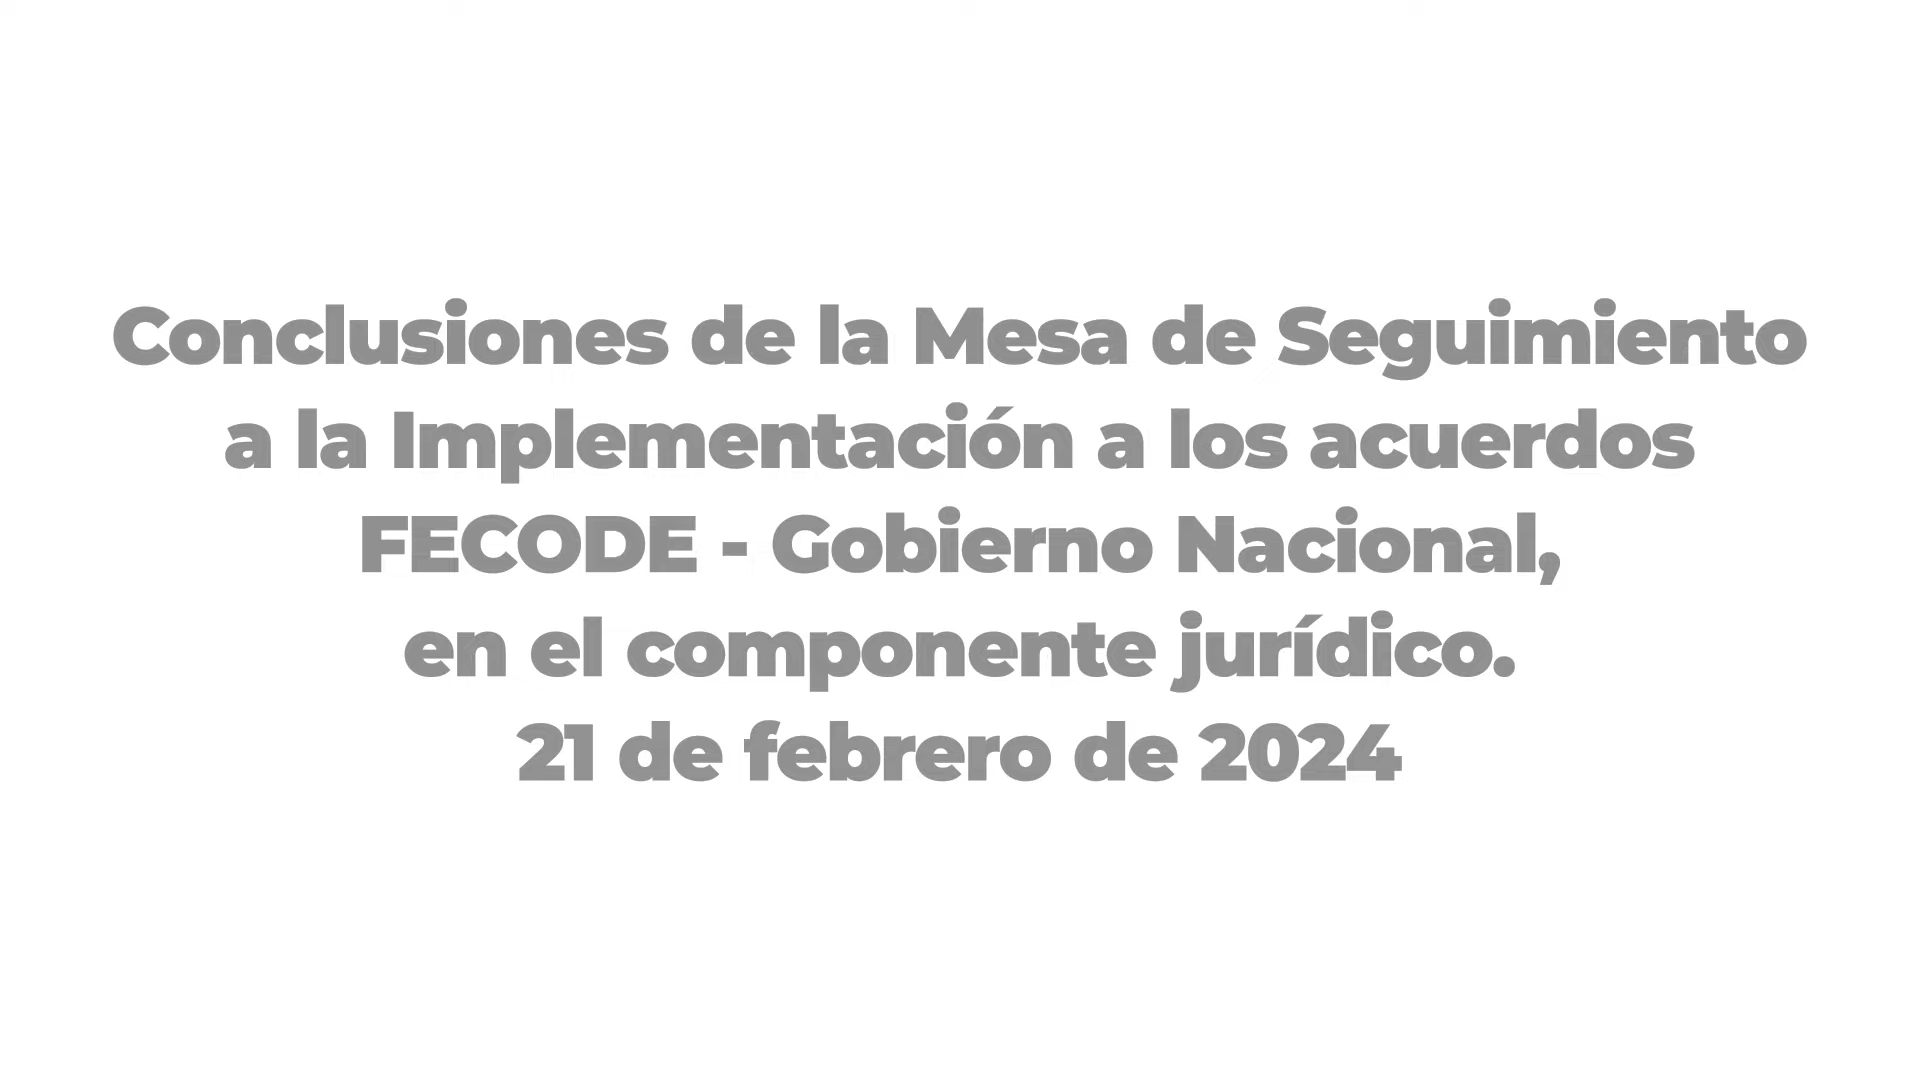 Conclusiones de la Mesa de Seguimiento
a la Implementación a los acuerdos
FECODE - Gobierno Nacional,
en el componente jurídico.
21 de febrero de 2024